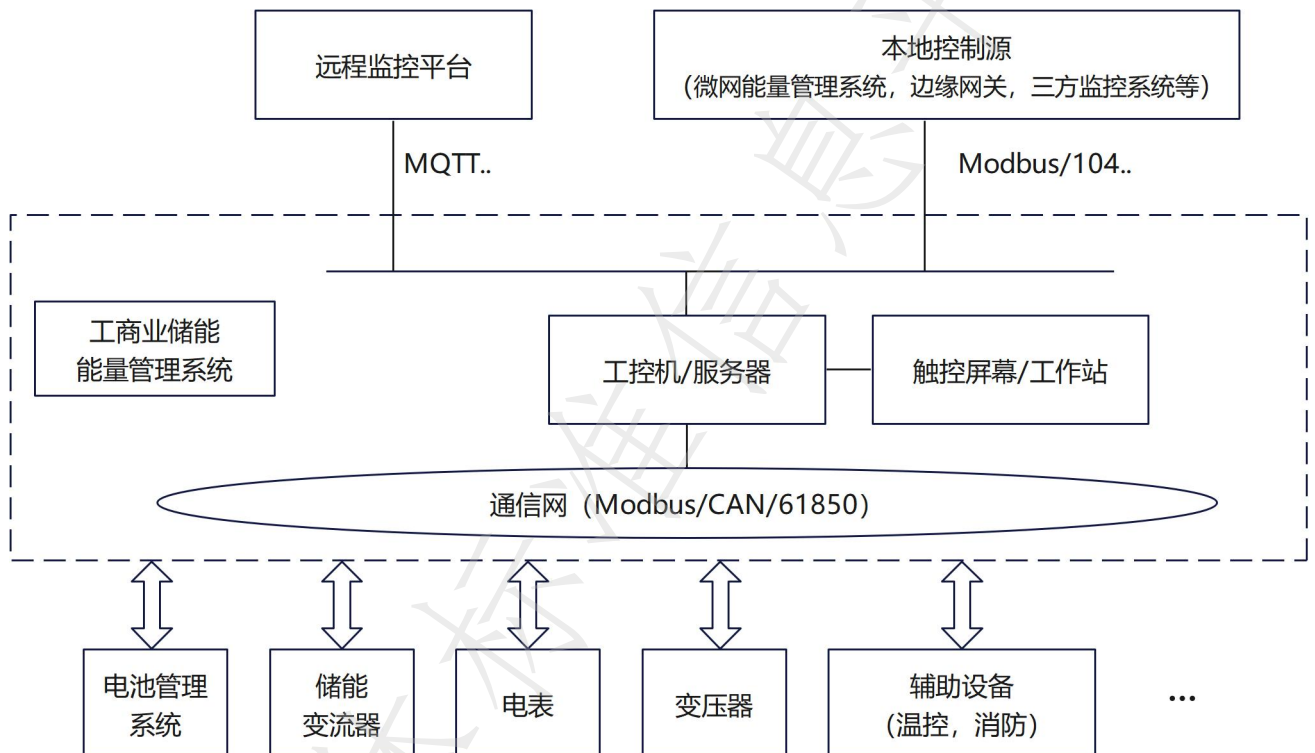 远程监控平台
本地控制源
（微网能量管理系统，边缘网关，三方监控系统等）
MQTT..
Modbus/104..
工商业储能
能量管理系统
工控机/服务器
触控屏幕/工作站
通信网（Modbus/CAN/61850）
电池管理
系统
储能
变流器
电表
变压器
辅助设备
（温控，消防）
...